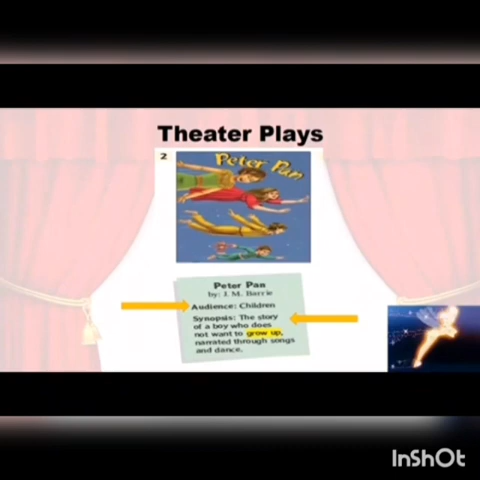 Theater Plays
2
Peter Pan
Peter Pan
by: J. M. Barrie
Audience: Children
Synopsis: The story
of a boy who does
not want to grow up,
narrated through songs
and dance.
InShOt